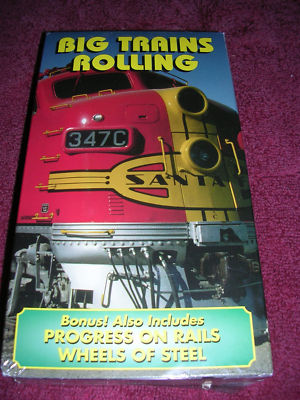 BIG TRAINS
ROLLING
347C
SANTA
Bonus! Also Includes
PROGRESS ON RAILS
WHEELS OF STEEL